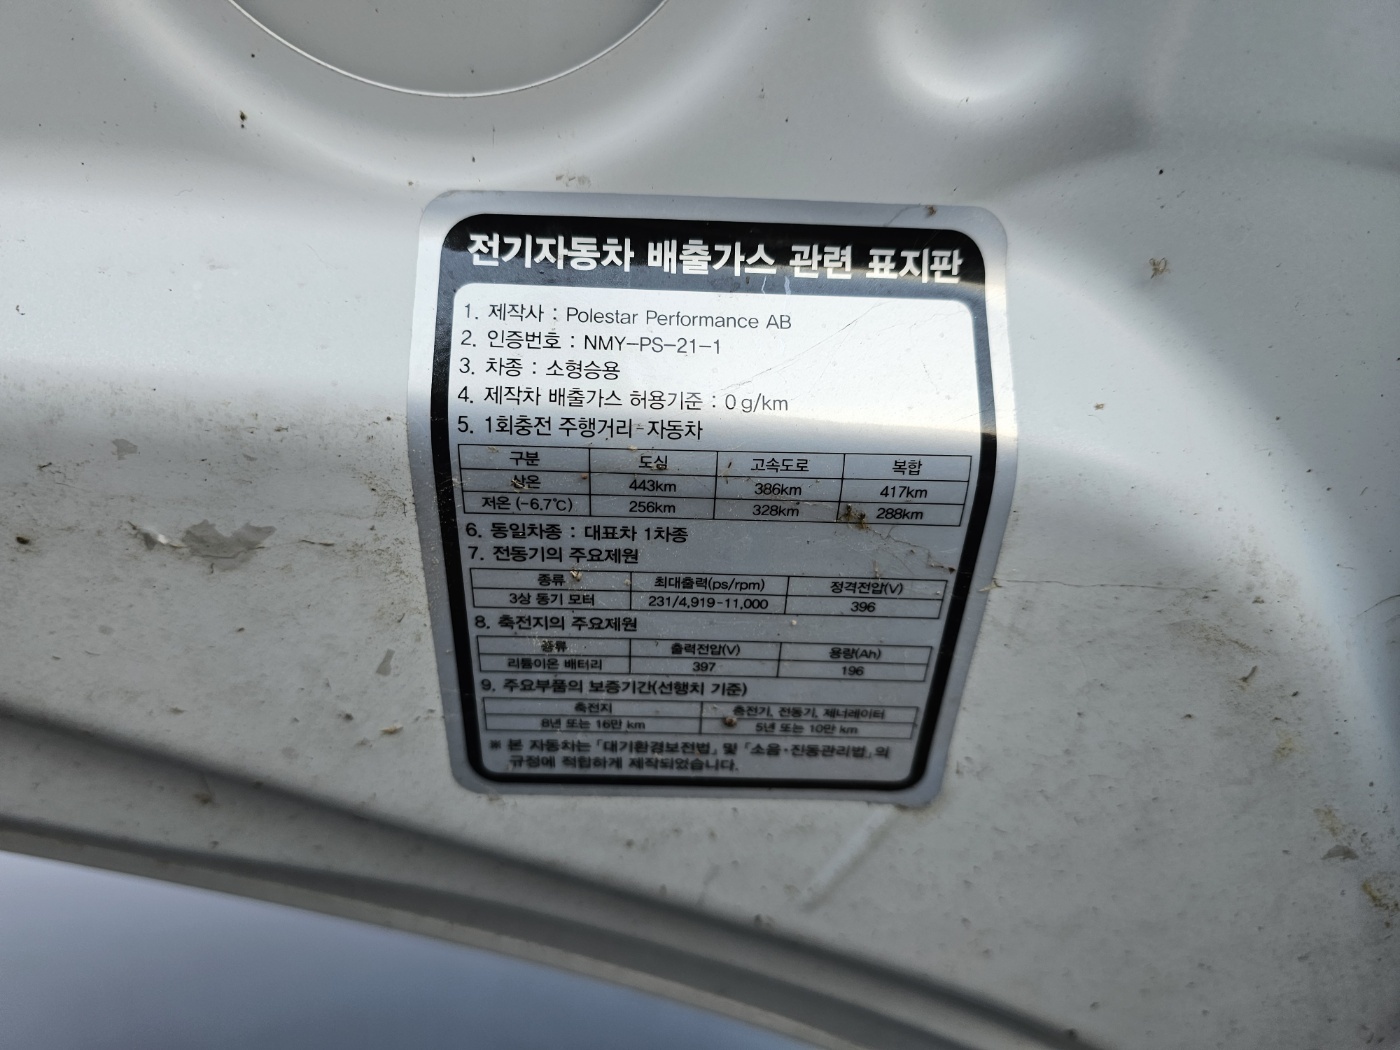 전기자동차 배출가스 관련 표지판
1. 제작사 : Polestar Performance AB
2. 인증번호 : NMY-PS-21-1
3. 차종 : 소형승용
4. 제작차 배출가스 허용기준 : 0 g/km
5. 1회충전 주행거리-자동차
구분 도심 고속도로 복합
상온 443km 386km 417km
저온 (-6.7℃) 256km 328km 288km
6. 동일차종 : 대표차 1차종
7. 전동기의 주요제원
종류 최대출력(ps/rpm) 정격전압(V)
3상 동기 모터 231/4,919-11,000 396
8. 축전지의 주요제원
종류 출력전압(V) 용량(Ah)
리튬이온 배터리 397 196
9. 주요부품의 보증기간(선행치 기준)
축전지 충전기, 전동기, 제너레이터
8년 또는 16만 km 5년 또는 10만 km
※ 본 자동차는 「대기환경보전법」 및 「소음·진동관리법」의
규정에 적합하게 제작되었습니다.